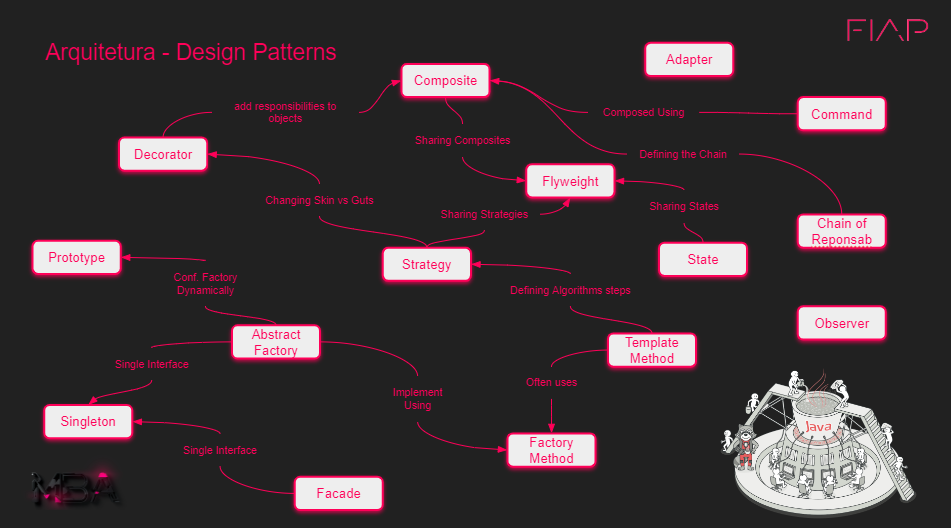 FIAP
Arquitetura - Design Patterns
Adapter
Composite
add responsibilities to
objects
Composed Using
Command
Sharing Composites
Decorator
Defining the Chain
Flyweight
Changing Skin vs Guts
Sharing Strategies
Sharing States
Chain of
Reponsab
Prototype
Strategy
State
Conf. Factory
Dynamically
Defining Algorithms steps
Observer
Abstract
Factory
Template
Method
Single Interface
Often uses
Implement
Using
Singleton
Java
Single Interface
Factory
Method
MBA
Facade